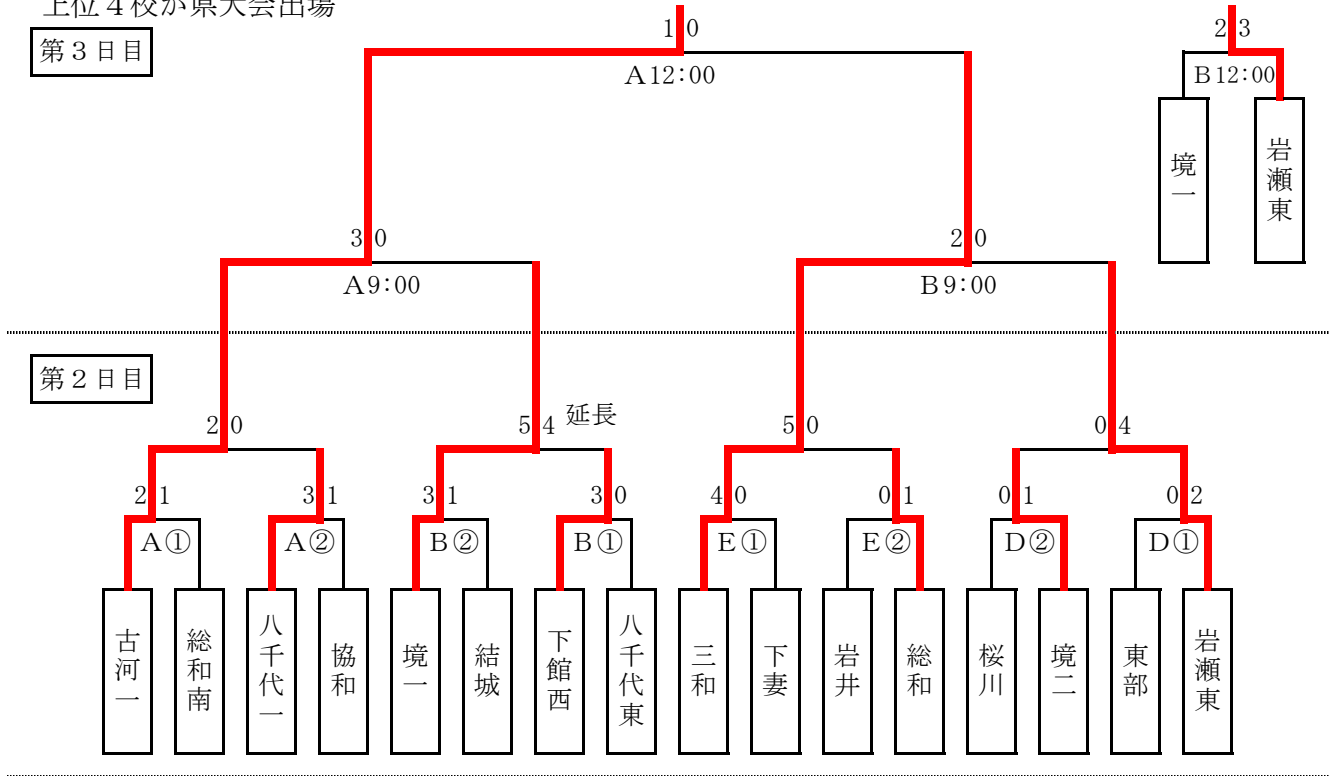 上位４校が県大会出場
第３日目
1 0
A12:00
2 3
B12:00
境一
岩瀬東
3 0
A9:00
2 0
B9:00
第２日目
2 0
5 4 延長
5 0
0 4
2 1
3 1
3 1
3 0
4 0
0 1
0 1
0 2
A①
A②
B②
B①
E①
E②
D②
D①
古河一
総和南
八千代一
協和
境一
結城
下館西
八千代東
三和
下妻
岩井
総和
桜川
境二
東部
岩瀬東